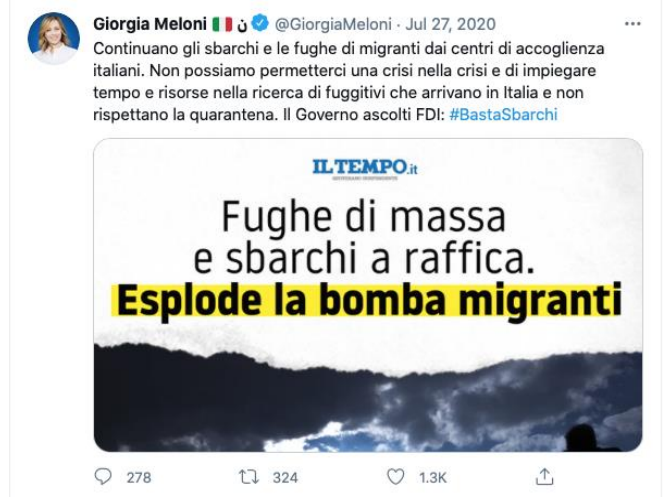 Giorgia Meloni 🇮🇹 ن @GiorgiaMeloni · Jul 27, 2020
Continuano gli sbarchi e le fughe di migranti dai centri di accoglienza
italiani. Non possiamo permetterci una crisi nella crisi e di impiegare
tempo e risorse nella ricerca di fuggitivi che arrivano in Italia e non
rispettano la quarantena. Il Governo ascolti FDI: #BastaSbarchi
IL TEMPO.it
Fughe di massa
e sbarchi a raffica.
Esplode la bomba migranti
278 324 1.3K